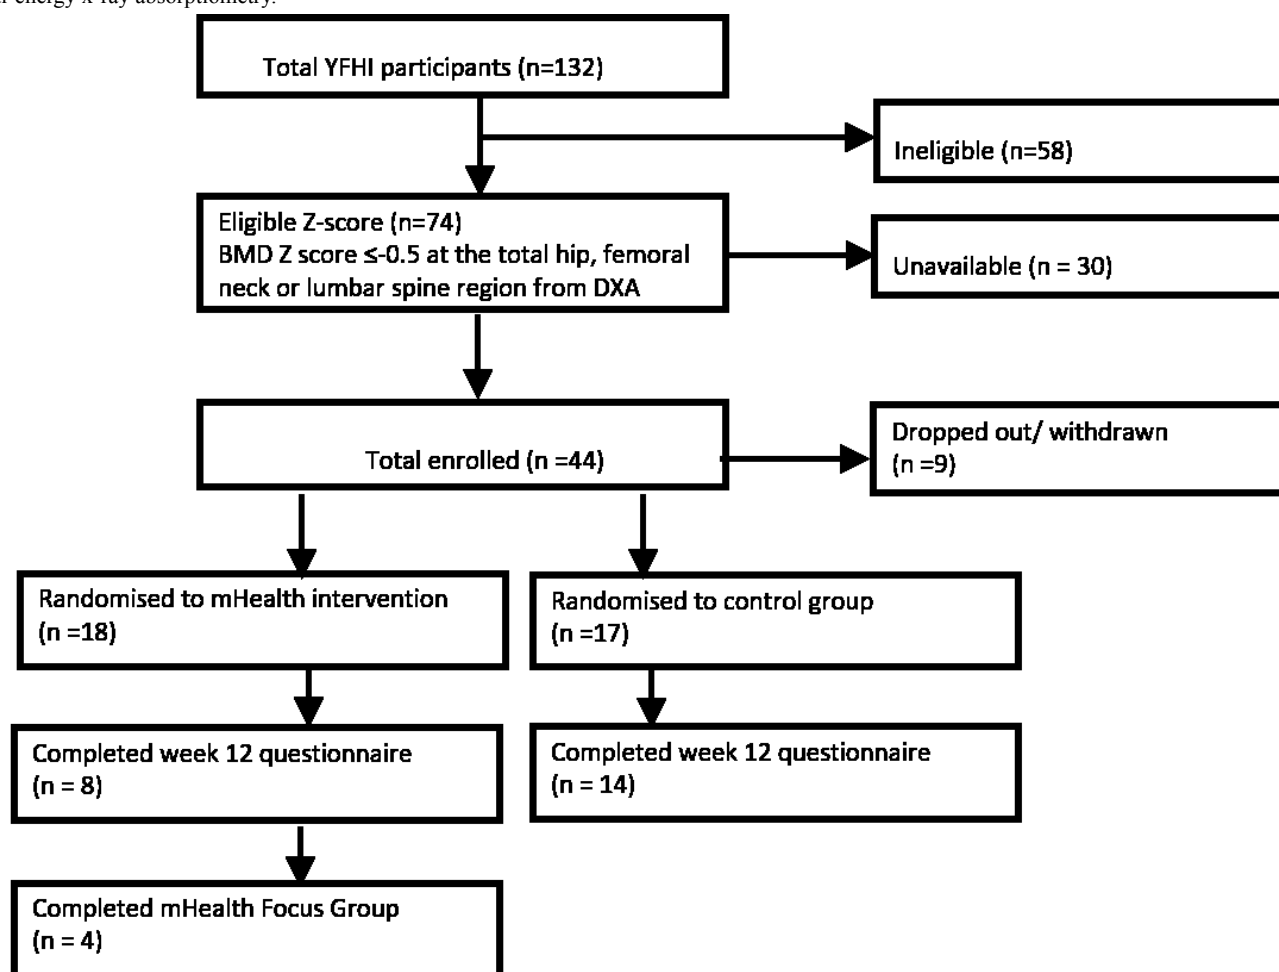 energy x-ray absorptiometry.
Total YFHI participants (n=132)
Ineligible (n=58)
Eligible Z-score (n=74)
BMD Z score ≤-0.5 at the total hip, femoral
neck or lumbar spine region from DXA
Unavailable (n = 30)
Total enrolled (n =44)
Dropped out/ withdrawn
(n =9)
Randomised to mHealth intervention
(n =18)
Randomised to control group
(n =17)
Completed week 12 questionnaire
(n = 8)
Completed week 12 questionnaire
(n = 14)
Completed mHealth Focus Group
(n = 4)